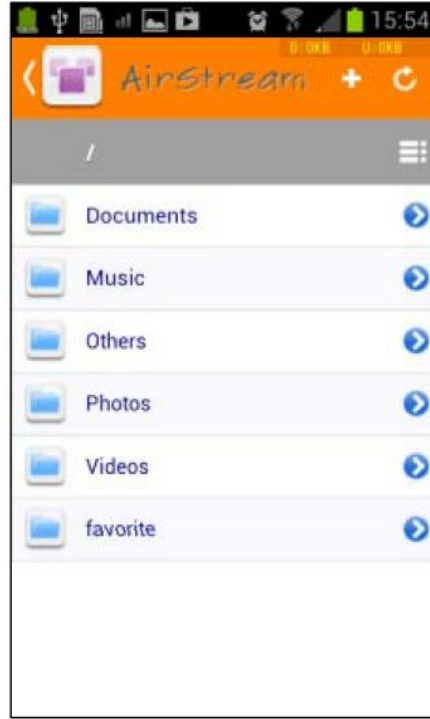 15:54
D:0KB U:0KB
AirStream
/
Documents
Music
Others
Photos
Videos
favorite